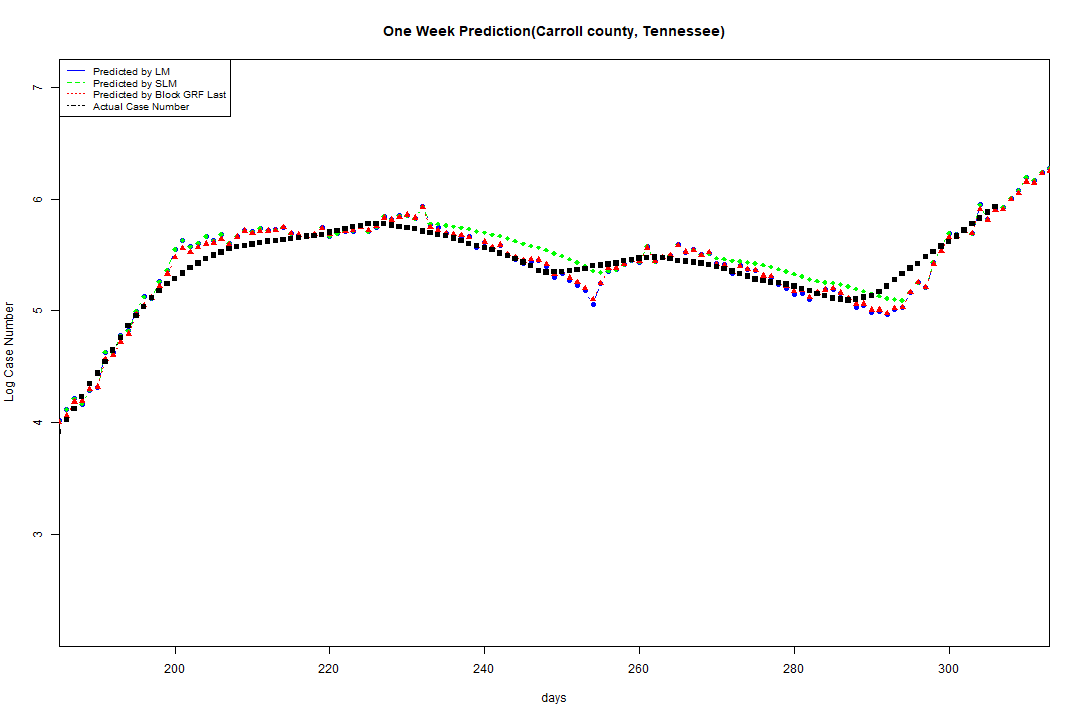 One Week Prediction(Carroll county, Tennessee)
Predicted by LM
Predicted by SLM
Predicted by Block GRF Last
Actual Case Number
7
6
5
4
3
Log Case Number
200 220 240 260 280 300
days